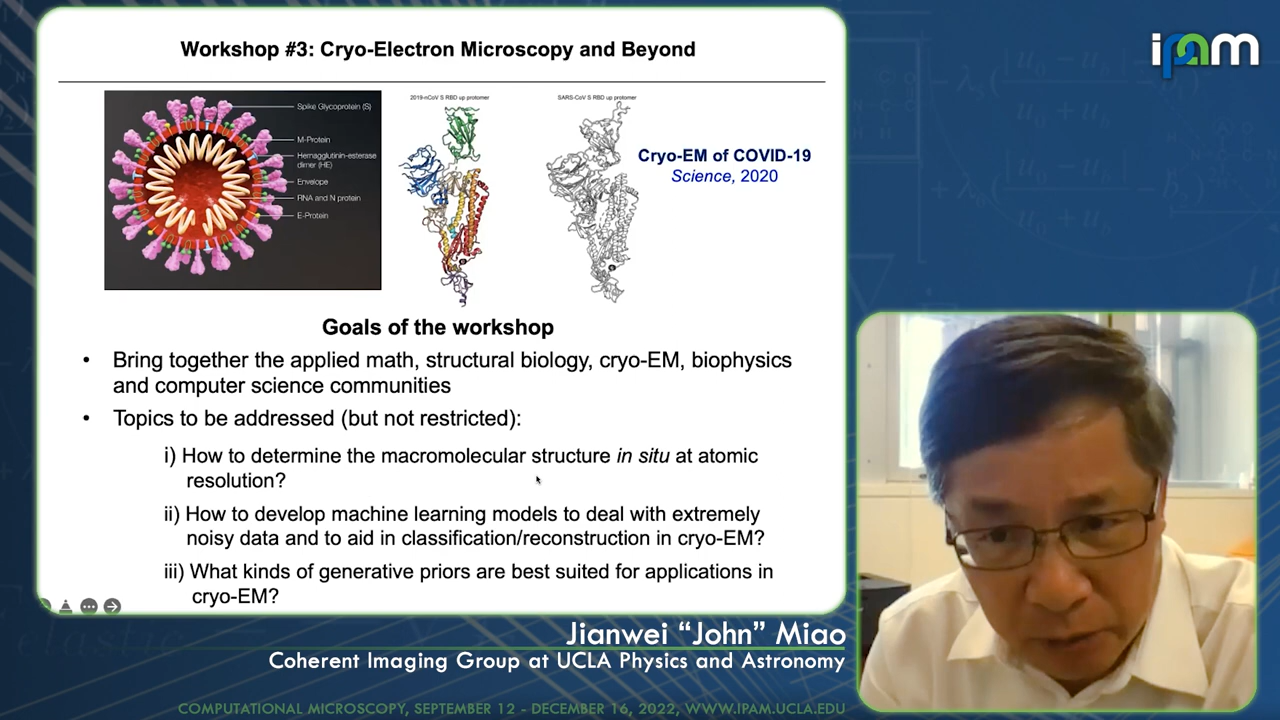 Workshop #3: Cryo-Electron Microscopy and Beyond
ipam
2019-nCoV S RBD up protomer
SARS-CoV S RBD up protomer
Spike Glycoprotein (S)
M-Protein
Hemagglutinin-esterase
dimer (HE)
Envelope
RNA and N protein
E-Protein
Cryo-EM of COVID-19
Science, 2020
Goals of the workshop
• Bring together the applied math, structural biology, cryo-EM, biophysics
and computer science communities
• Topics to be addressed (but not restricted):
i) How to determine the macromolecular structure in situ at atomic
resolution?
ii) How to develop machine learning models to deal with extremely
noisy data and to aid in classification/reconstruction in cryo-EM?
iii) What kinds of generative priors are best suited for applications in
cryo-EM?
Jianwei “John” Miao
Coherent Imaging Group at UCLA Physics and Astronomy
COMPUTATIONAL MICROSCOPY, SEPTEMBER 12 - DECEMBER 16, 2022, WWW.IPAM.UCLA.EDU